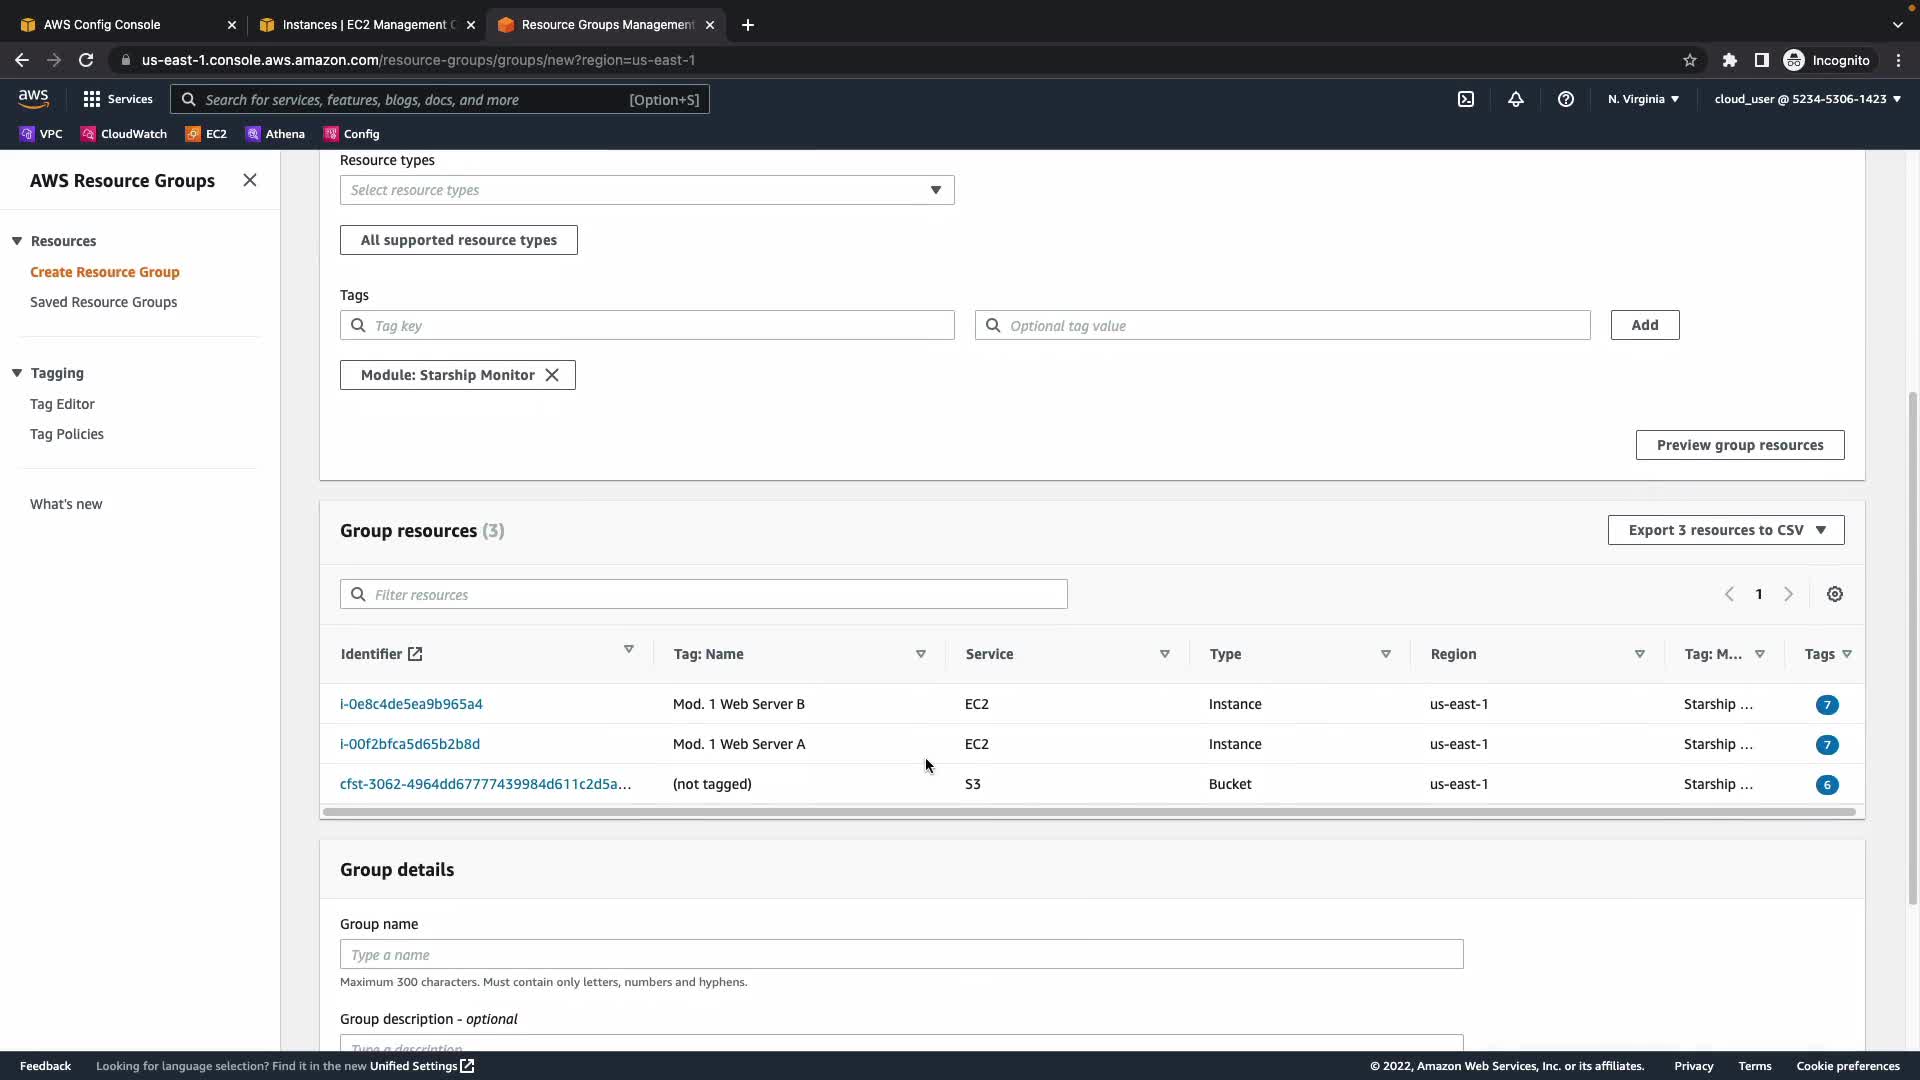 AWS Config Console
Instances | EC2 Management C
Resource Groups Management
us-east-1.console.aws.amazon.com/resource-groups/groups/new?region=us-east-1
Incognito
aws
Services
Search for services, features, blogs, docs, and more
[Option+S]
N. Virginia
cloud_user @ 5234-5306-1423
VPC
CloudWatch
EC2
Athena
Config
AWS Resource Groups
Resources
Create Resource Group
Saved Resource Groups
Tagging
Tag Editor
Tag Policies
What's new
Resource types
Select resource types
All supported resource types
Tags
Tag key
Optional tag value
Add
Module: Starship Monitor
Preview group resources
Group resources (3)
Export 3 resources to CSV
Filter resources
1
Identifier
Tag: Name
Service
Type
Region
Tag: M...
Tags
i-0e8c4de5ea9b965a4
Mod. 1 Web Server B
EC2
Instance
us-east-1
Starship ...
7
i-00f2bfca5d65b2b8d
Mod. 1 Web Server A
EC2
Instance
us-east-1
Starship ...
7
cfst-3062-4964dd67777439984d611c2d5a...
(not tagged)
S3
Bucket
us-east-1
Starship ...
6
Group details
Group name
Type a name
Maximum 300 characters. Must contain only letters, numbers and hyphens.
Group description - optional
Type a description
Feedback
Looking for language selection? Find it in the new Unified Settings
© 2022, Amazon Web Services, Inc. or its affiliates.
Privacy
Terms
Cookie preferences